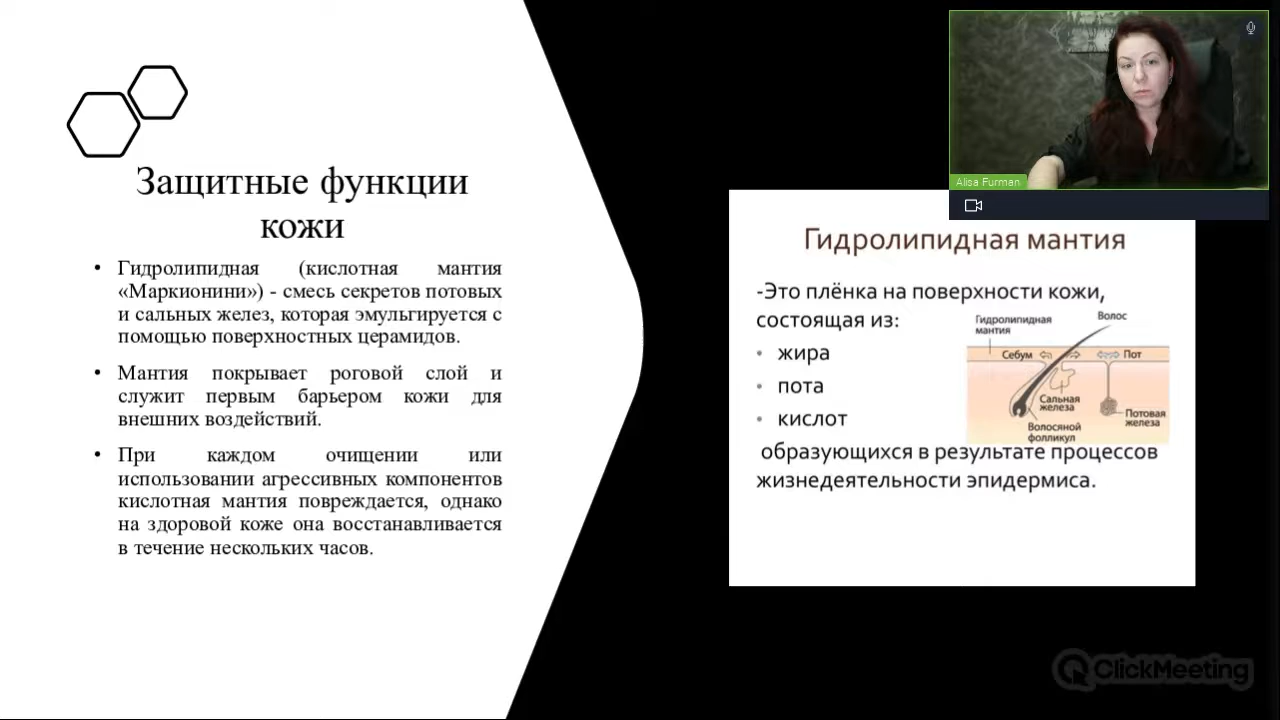 Защитные функции
кожи
• Гидролипидная (кислотная мантия
«Маркионини») - смесь секретов потовых
и сальных желез, которая эмульгируется с
помощью поверхностных церамидов.
• Мантия покрывает роговой слой и
служит первым барьером кожи для
внешних воздействий.
• При каждом очищении или
использовании агрессивных компонентов
кислотная мантия повреждается, однако
на здоровой коже она восстанавливается
в течение нескольких часов.
Alisa Furman
Гидролипидная мантия
-Это плёнка на поверхности кожи,
состоящая из:
• жира
• пота
• кислот
Гидролипидная
мантия
Волос
Себум
Пот
Сальная
железа
Потовая
железа
Волосяной
фолликул
образующихся в результате процессов
жизнедеятельности эпидермиса.
ClickMeeting